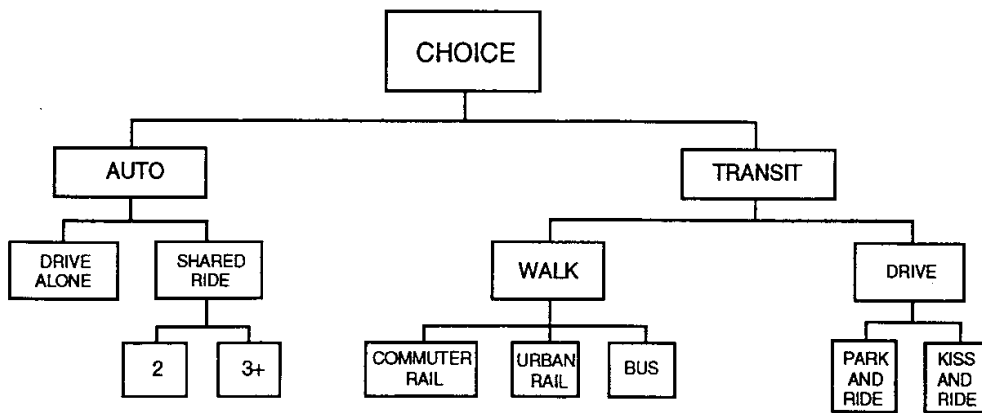 CHOICE
AUTO
TRANSIT
DRIVE
ALONE
SHARED
RIDE
WALK
DRIVE
2
3+
COMMUTER
RAIL
URBAN
RAIL
BUS
PARK
AND
RIDE
KISS
AND
RIDE